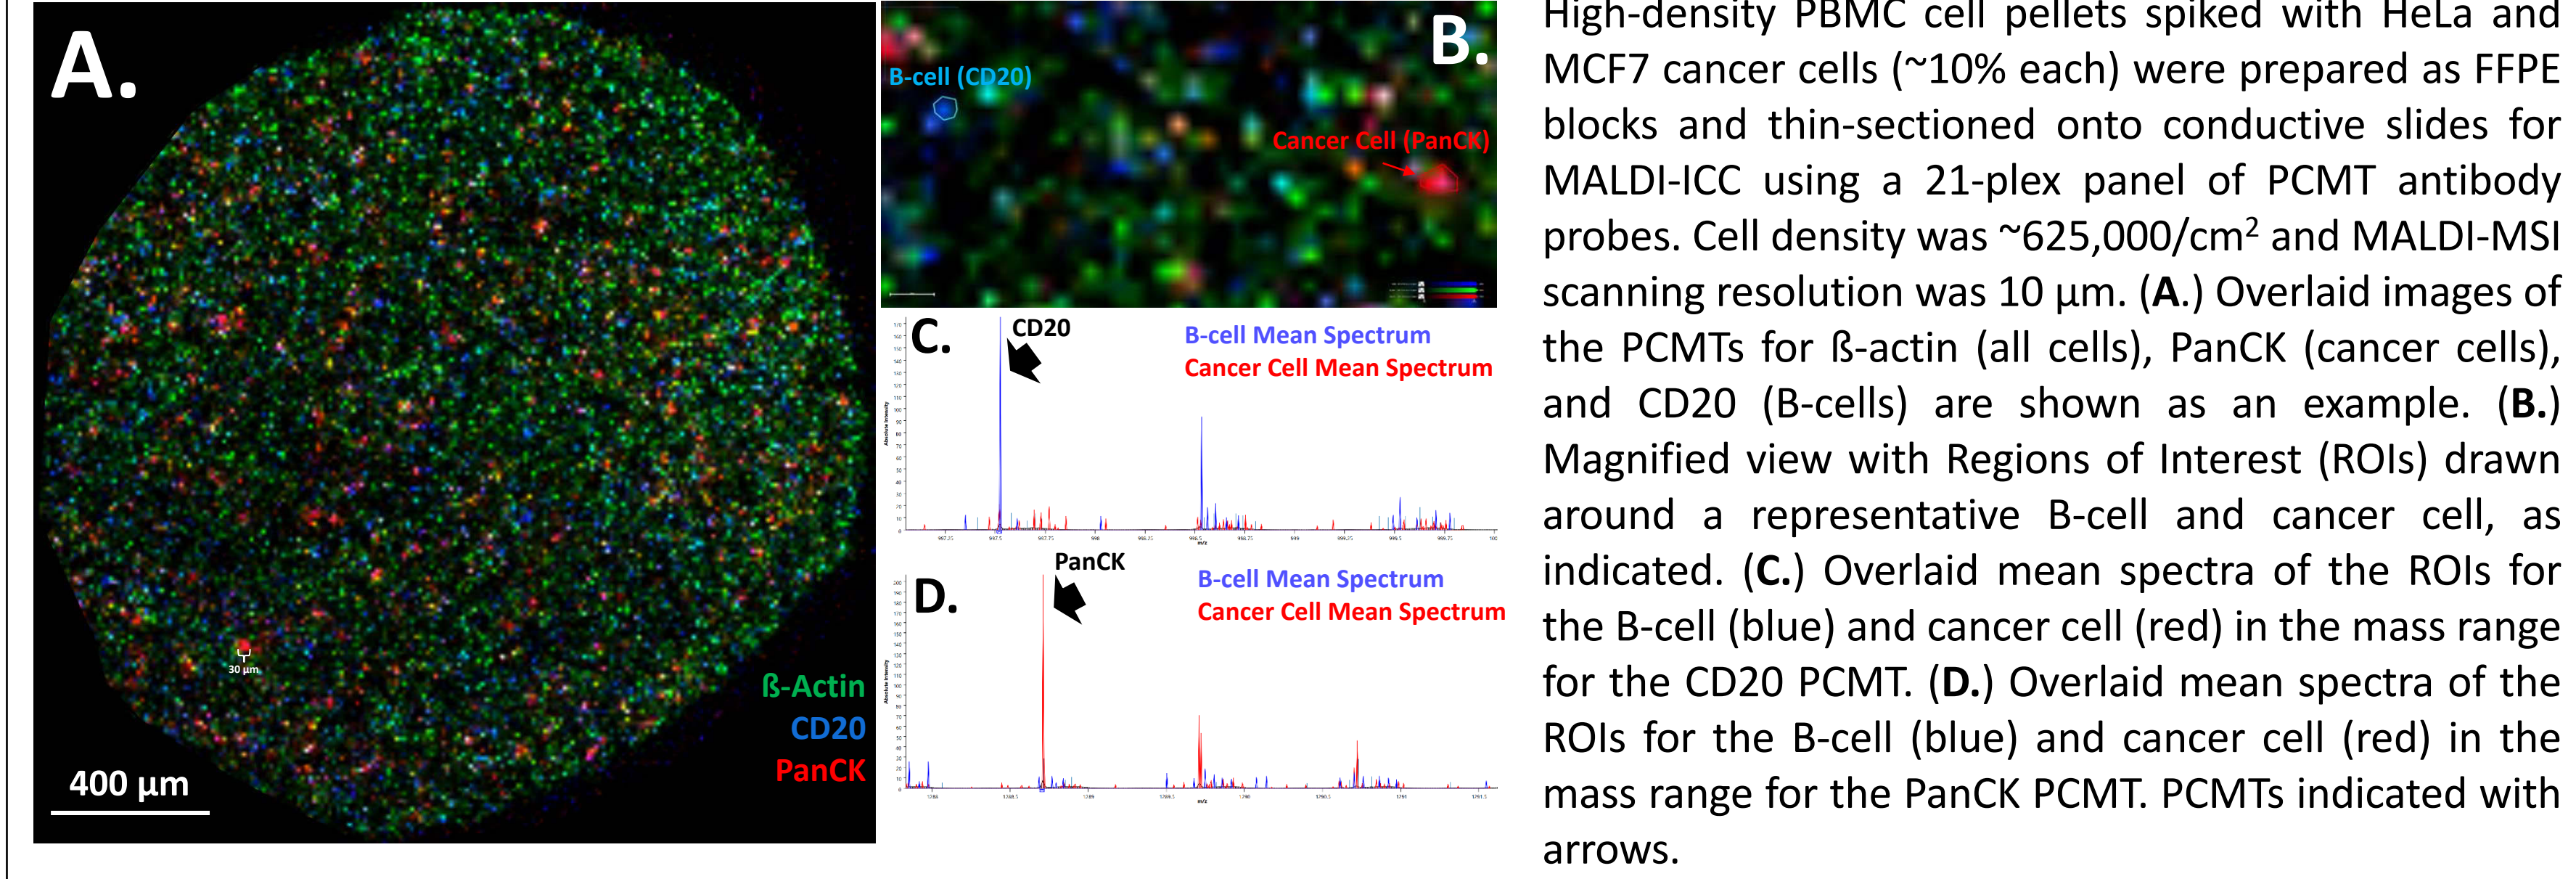 A.
400 µm
30 µm
ß-Actin
CD20
PanCK
B.
B-cell (CD20)
Cancer Cell (PanCK)
C.
CD20
B-cell Mean Spectrum
Cancer Cell Mean Spectrum
Absolute Intensity
m/z
D.
PanCK
B-cell Mean Spectrum
Cancer Cell Mean Spectrum
Absolute Intensity
m/z
High-density PBMC cell pellets spiked with HeLa and
MCF7 cancer cells (~10% each) were prepared as FFPE
blocks and thin-sectioned onto conductive slides for
MALDI-ICC using a 21-plex panel of PCMT antibody
probes. Cell density was ~625,000/cm² and MALDI-MSI
scanning resolution was 10 µm. (A.) Overlaid images of
the PCMTs for ß-actin (all cells), PanCK (cancer cells),
and CD20 (B-cells) are shown as an example. (B.)
Magnified view with Regions of Interest (ROIs) drawn
around a representative B-cell and cancer cell, as
indicated. (C.) Overlaid mean spectra of the ROIs for
the B-cell (blue) and cancer cell (red) in the mass range
for the CD20 PCMT. (D.) Overlaid mean spectra of the
ROIs for the B-cell (blue) and cancer cell (red) in the
mass range for the PanCK PCMT. PCMTs indicated with
arrows.